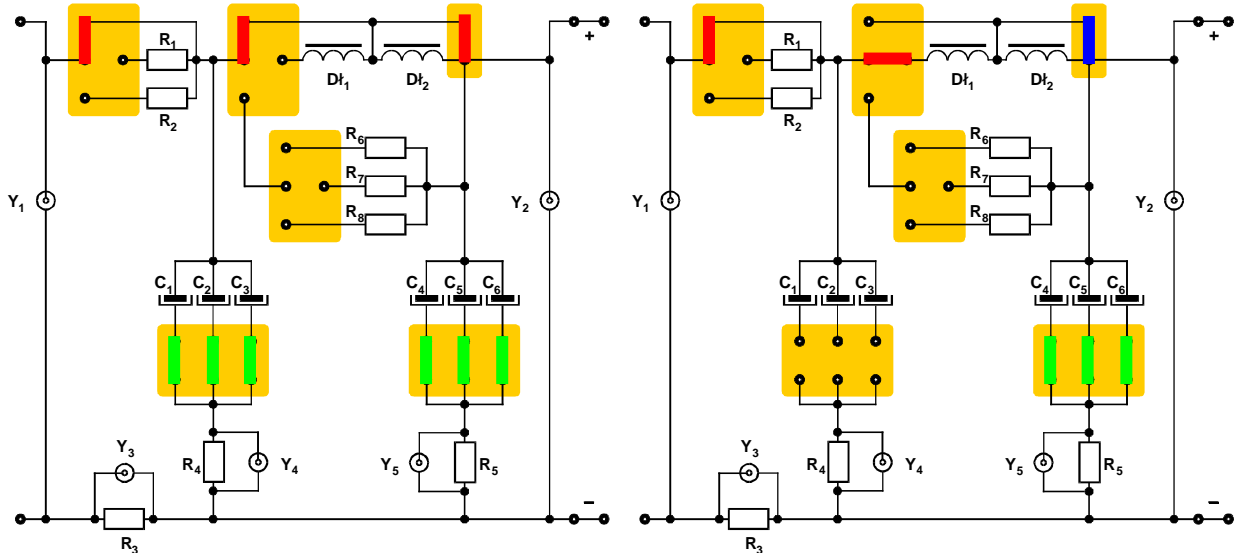 R1
R2
Dł1
Dł2
+
R6
R7
R8
Y1
Y2
C1
C2
C3
C4
C5
C6
Y3
R4
Y4
Y5
R5
R3
–
R1
R2
Dł1
Dł2
+
R6
R7
R8
Y1
Y2
C1
C2
C3
C4
C5
C6
Y3
R4
Y4
Y5
R5
R3
–